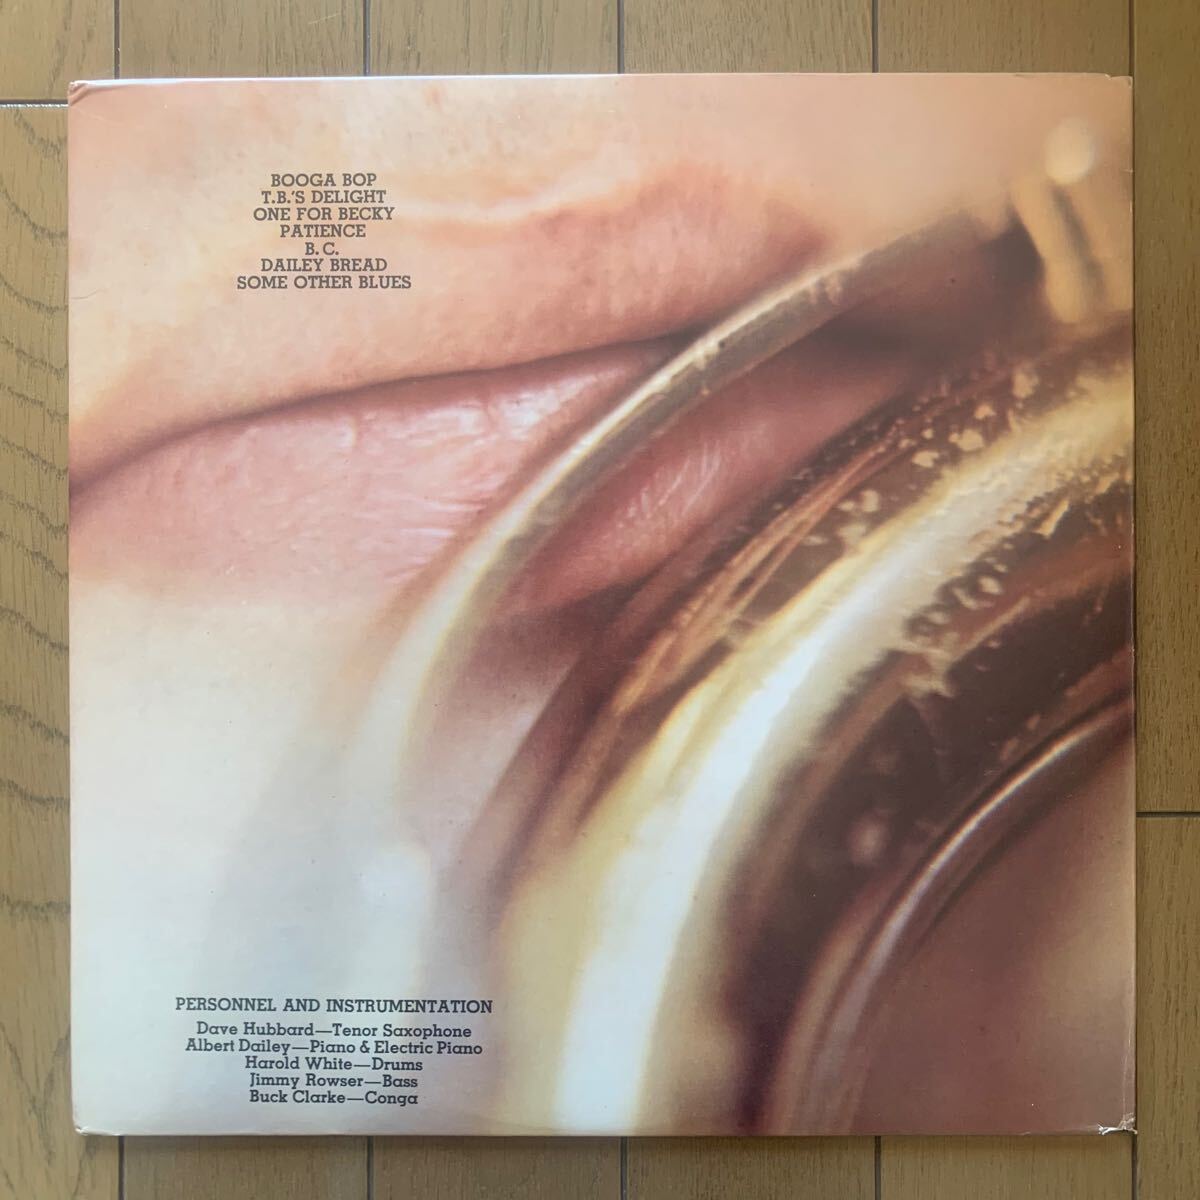 BOOGA BOP
T.B.'S DELIGHT
ONE FOR BECKY
PATIENCE
B. C.
DAILEY BREAD
SOME OTHER BLUES
PERSONNEL AND INSTRUMENTATION
Dave Hubbard—Tenor Saxophone
Albert Dailey—Piano & Electric Piano
Harold White—Drums
Jimmy Rowser—Bass
Buck Clarke—Conga